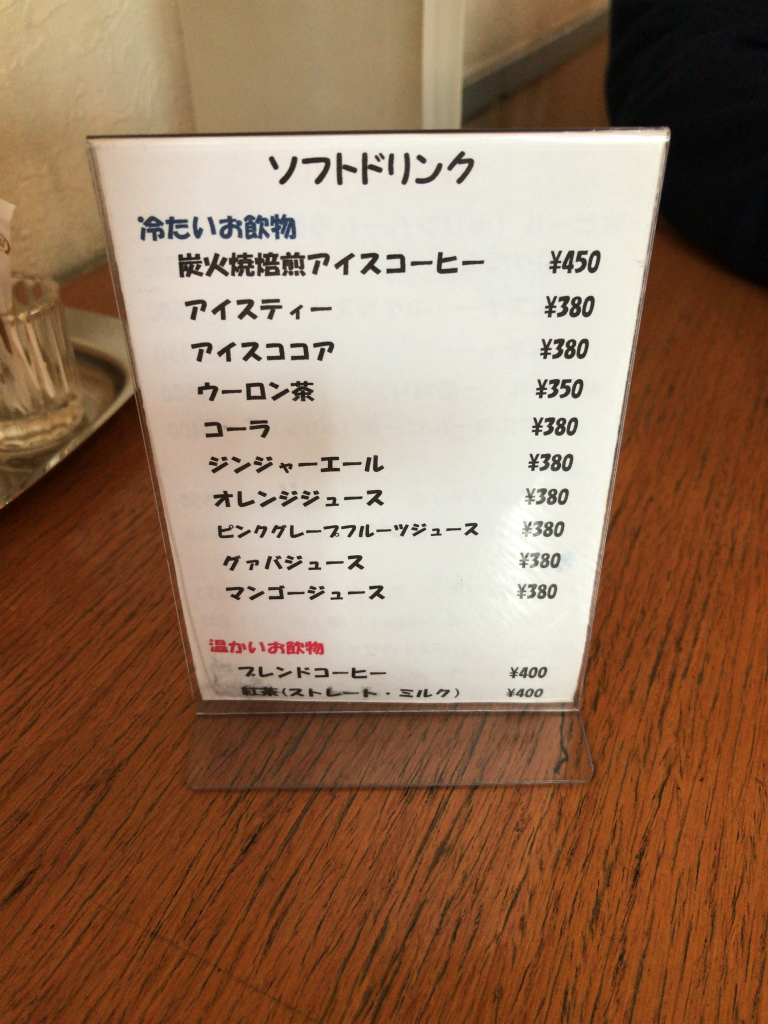 ソフトドリンク
冷たいお飲物
炭火焼焙煎アイスコーヒー ¥450
アイスティー ¥380
アイスココア ¥380
ウーロン茶 ¥350
コーラ ¥380
ジンジャーエール ¥380
オレンジジュース ¥380
ピンクグレープフルーツジュース ¥380
グァバジュース ¥380
マンゴージュース ¥380
温かいお飲物
ブレンドコーヒー ¥400
紅茶(ストレート・ミルク) ¥400